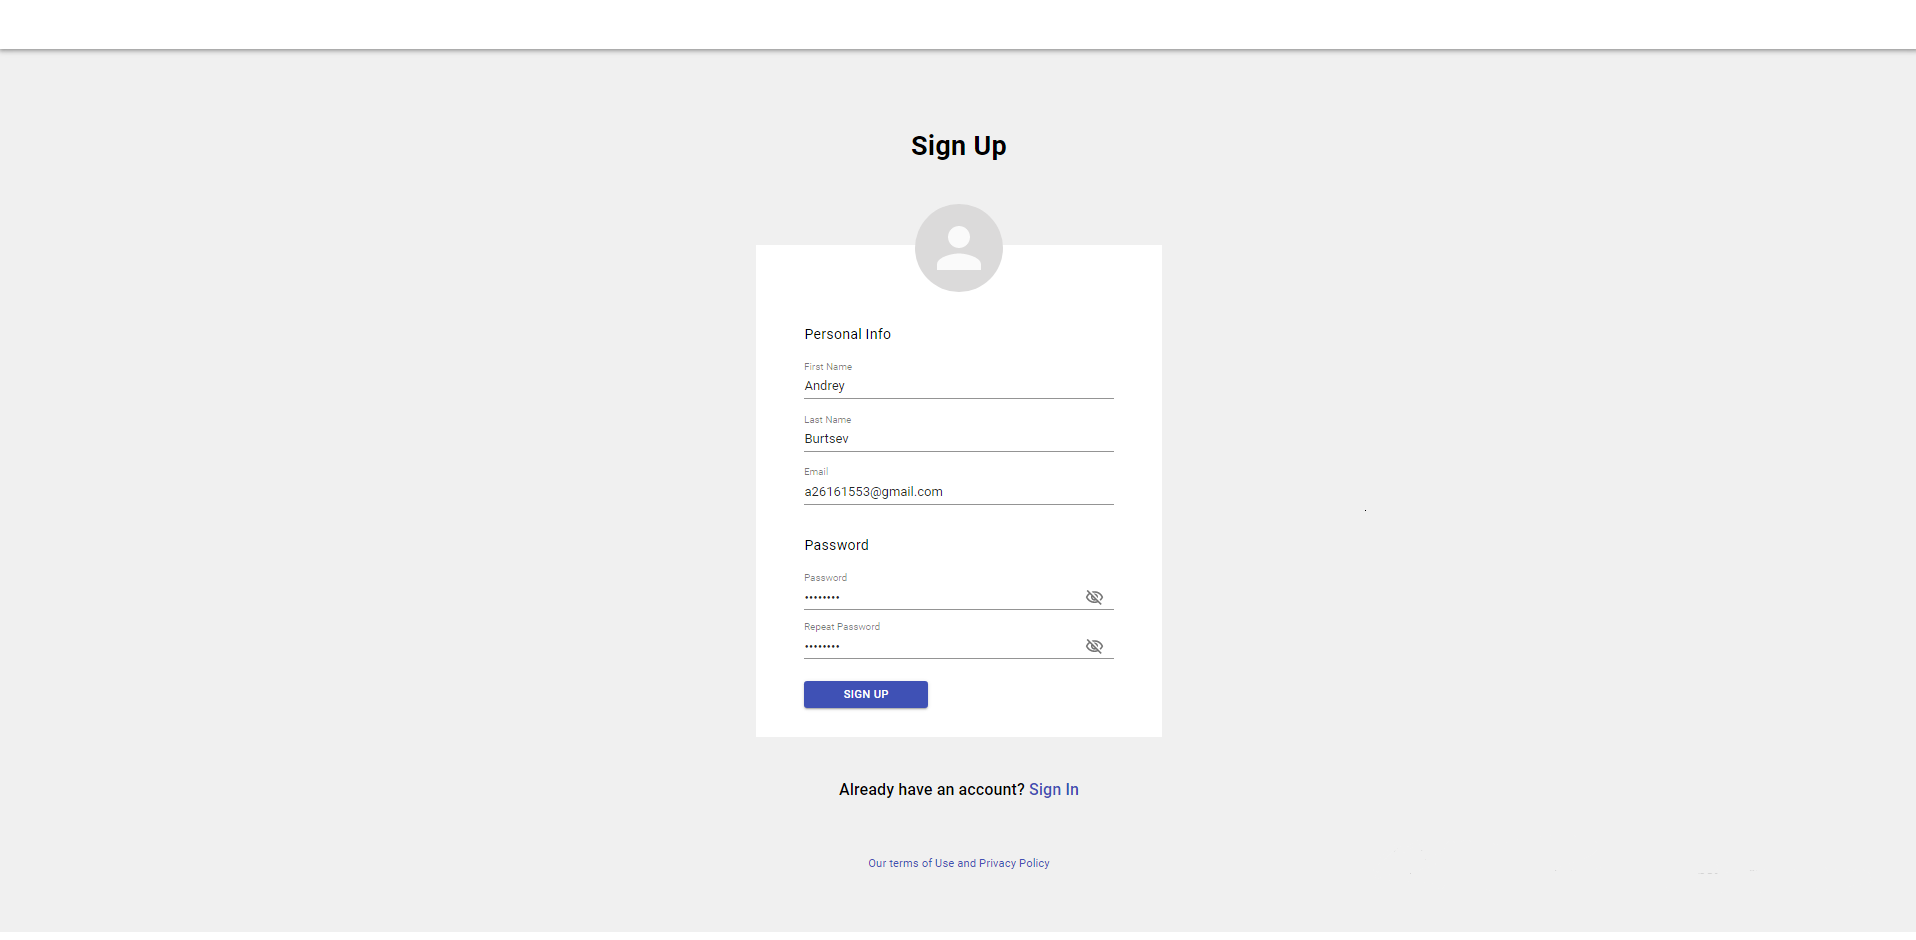 Sign Up
Personal Info
First Name
Andrey
Last Name
Burtsev
Email
a26161553@gmail.com
Password
Password
••••••••
Repeat Password
••••••••
SIGN UP
Already have an account? Sign In
Our terms of Use and Privacy Policy